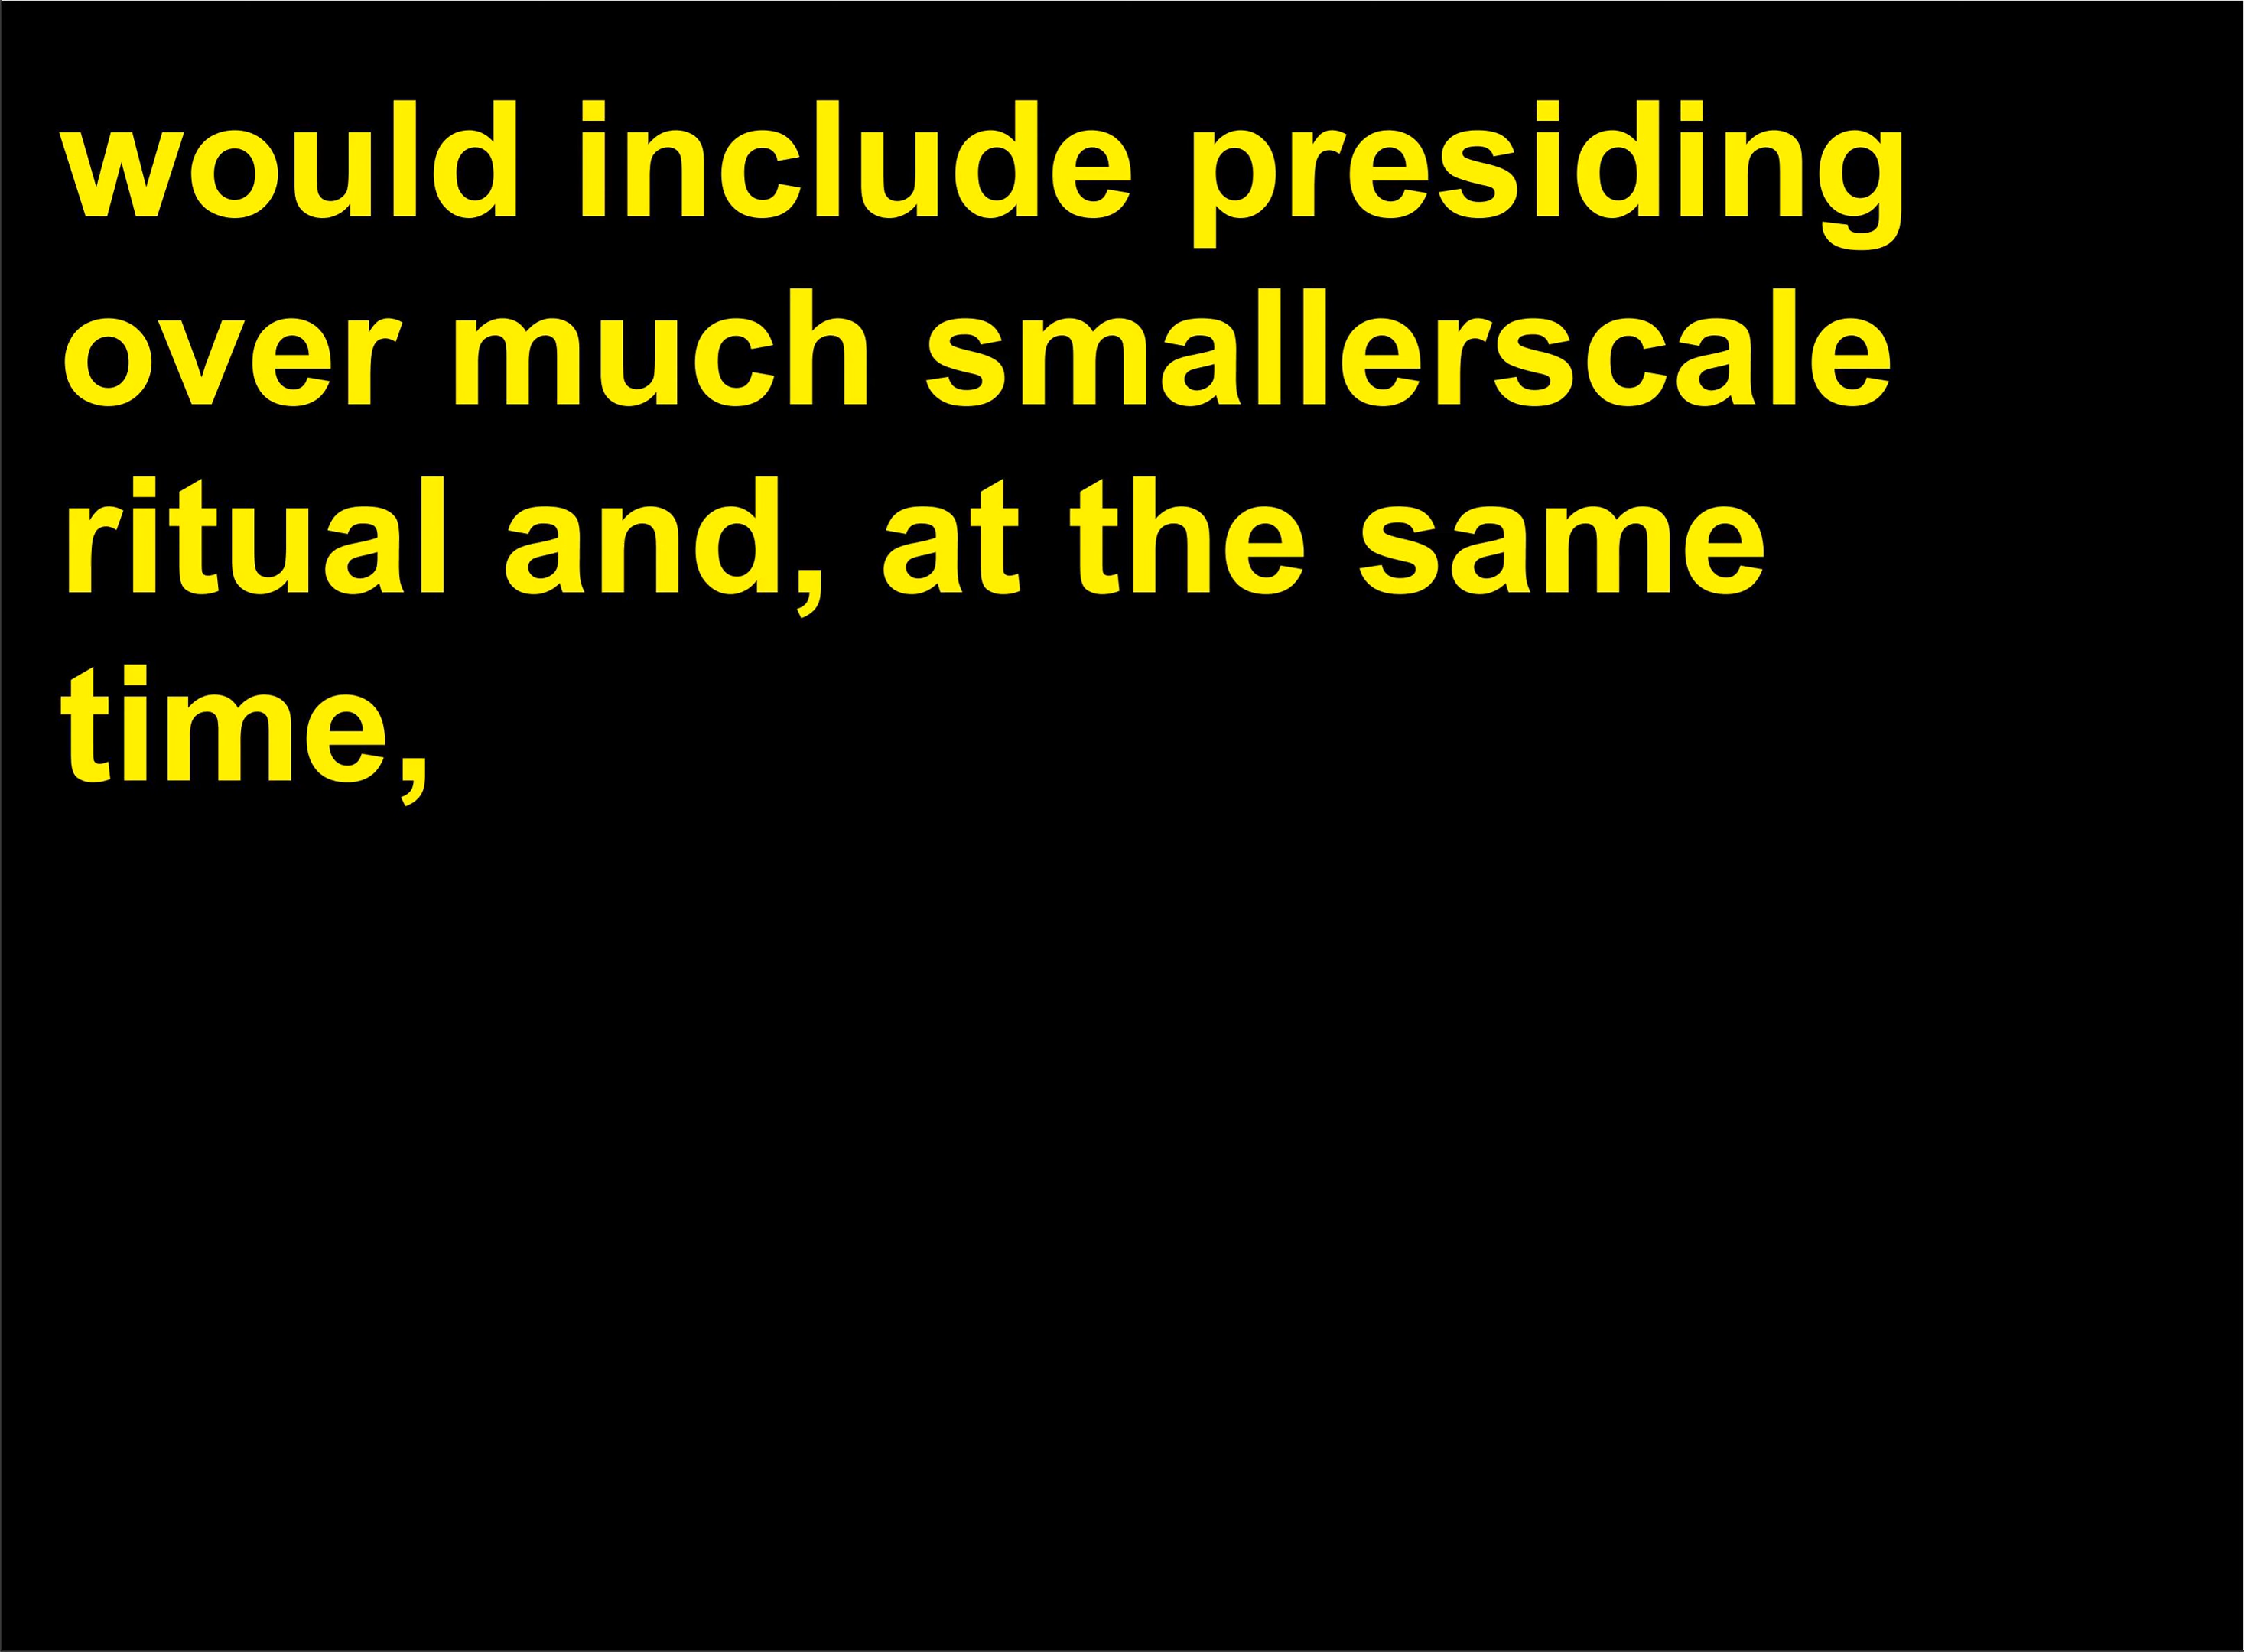 would include presiding
over much smallerscale
ritual and, at the same
time,